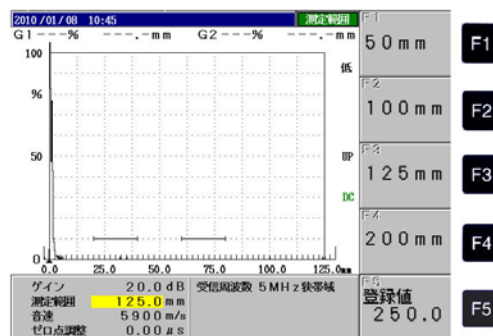 2010/01/08 10:45 測定範囲
G1---% ---.-mm G2---% ---.-mm
100
%
50
0
低
UP
DC
0.0 25.0 50.0 75.0 100.0 125.0mm
ゲイン 20.0dB 受信周波数 5MHz狭帯域
測定範囲 125.0mm
音速 5900m/s
ゼロ点調整 0.00μs
F1
50mm
F1
F2
100mm
F2
F3
125mm
F3
F4
200mm
F4
F5
登録値
250.0
F5